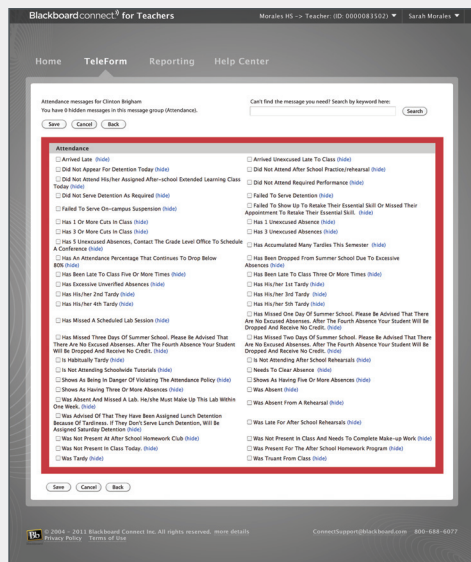 Blackboard connect.® for Teachers
Morales HS -> Teacher: (ID: 0000083502) ▼ Sarah Morales ▼
Home TeleForm Reporting Help Center
Attendance messages for Clinton Brigham
You have 0 hidden messages in this message group (Attendance).
Can't find the message you need? Search by keyword here:
Search
Save Cancel Back
Attendance
Arrived Late (hide)
Arrived Unexcused Late To Class (hide)
Did Not Appear For Detention Today (hide)
Did Not Attend After School Practice/rehearsal (hide)
Did Not Attend His/her Assigned After-school Extended Learning Class
Today (hide)
Did Not Attend Required Performance (hide)
Did Not Serve Detention As Required (hide)
Failed To Serve Detention (hide)
Failed To Serve On-campus Suspension (hide)
Failed To Show Up To Retake Their Essential Skill Or Missed Their
Appointment To Retake Their Essential Skill. (hide)
Has 1 Or More Cuts In Class (hide)
Has 1 Unexcused Absence (hide)
Has 3 Or More Cuts In Class (hide)
Has 3 Unexcused Absences (hide)
Has 5 Unexcused Absences, Contact The Grade Level Office To Schedule
A Conference (hide)
Has Accumulated Many Tardies This Semester (hide)
Has An Attendance Percentage That Continues To Drop Below
80% (hide)
Has Been Dropped From Summer School Due To Excessive
Absences (hide)
Has Been Late To Class Five Or More Times (hide)
Has Been Late To Class Three Or More Times (hide)
Has Excessive Unverified Absences (hide)
Has His/her 1st Tardy (hide)
Has His/her 2nd Tardy (hide)
Has His/her 3rd Tardy (hide)
Has His/her 4th Tardy (hide)
Has His/her 5th Tardy (hide)
Has Missed A Scheduled Lab Session (hide)
Has Missed One Day Of Summer School. Please Be Advised That There
Are No Excused Absenses. After The Fourth Absence Your Student Will Be
Dropped And Receive No Credit. (hide)
Has Missed Three Days Of Summer School. Please Be Advised That
There Are No Excused Absenses. After The Fourth Absence Your Student
Will Be Dropped And Receive No Credit. (hide)
Has Missed Two Days Of Summer School. Please Be Advised That There
Are No Excused Absenses. After The Fourth Absence Your Student Will Be
Dropped And Receive No Credit. (hide)
Is Habitually Tardy (hide)
Is Not Attending After School Rehearsals (hide)
Is Not Attending Schoolwide Tutorials (hide)
Needs To Clear Absence (hide)
Shows As Being In Danger Of Violating The Attendance Policy (hide)
Shows As Having Five Or More Absences (hide)
Shows As Having Three Or More Absences (hide)
Was Absent (hide)
Was Absent And Missed A Lab. He/she Must Make Up This Lab Within
One Week. (hide)
Was Absent From A Rehearsal (hide)
Was Advised Of That They Have Been Assigned Lunch Detention
Because Of Tardiness. If They Don't Serve Lunch Detention, Will Be
Assigned Saturday Detention (hide)
Was Late For After School Rehearsals (hide)
Was Not Present At After School Homework Club (hide)
Was Not Present In Class And Needs To Complete Make-up Work (hide)
Was Not Present In Class Today. (hide)
Was Present For The After School Homework Program (hide)
Was Tardy (hide)
Was Truant From Class (hide)
Save Cancel Back
Bb © 2004 - 2011 Blackboard Connect Inc. All rights reserved. more details
Privacy Policy Terms of Use
ConnectSupport@blackboard.com 800-688-6077